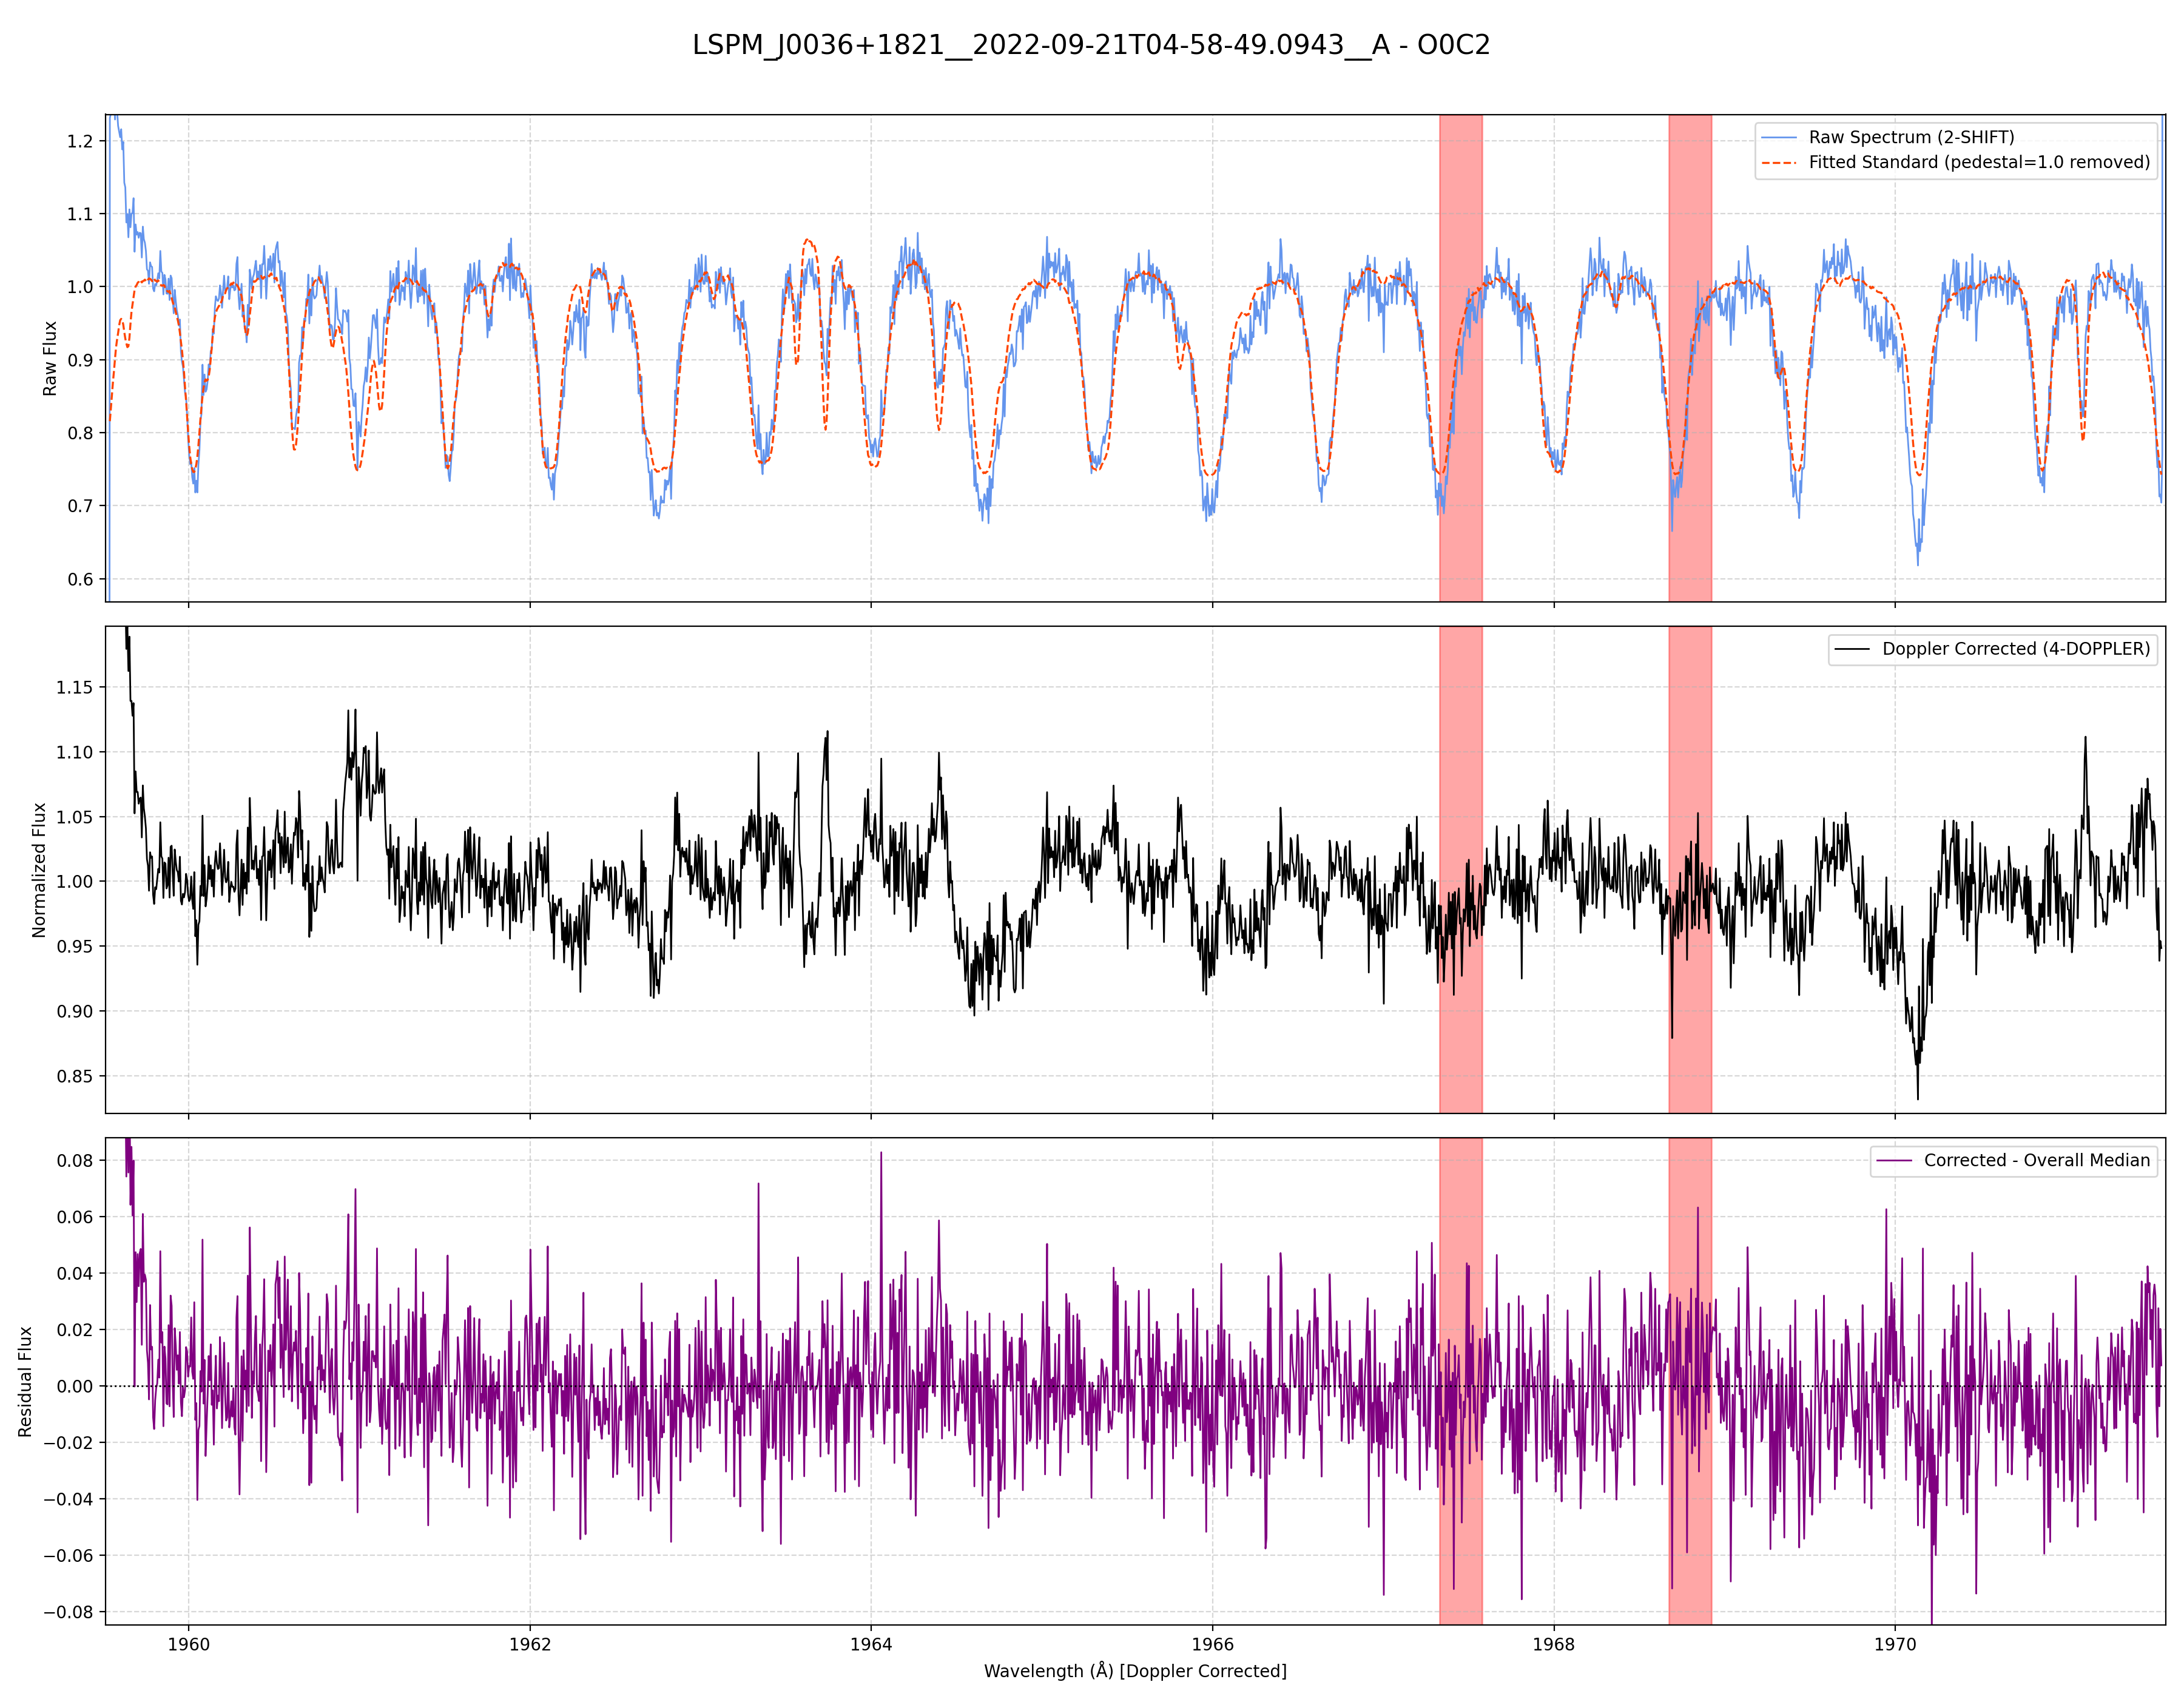 LSPM_J0036+1821__2022-09-21T04-58-49.0943__A - O0C2
Raw Flux
1.2
1.1
1.0
0.9
0.8
0.7
0.6
Raw Spectrum (2-SHIFT)
Fitted Standard (pedestal=1.0 removed)
Normalized Flux
1.15
1.10
1.05
1.00
0.95
0.90
0.85
Doppler Corrected (4-DOPPLER)
Residual Flux
0.08
0.06
0.04
0.02
0.00
−0.02
−0.04
−0.06
−0.08
Corrected - Overall Median
1960 1962 1964 1966 1968 1970
Wavelength (Å) [Doppler Corrected]